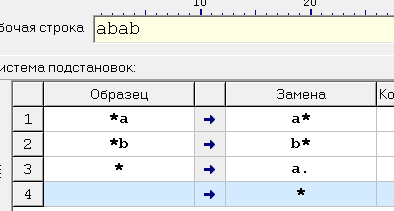 10 20
бочая строка abab
истема подстановок:
Образец Замена Ко
1 *a → a*
2 *b → b*
3 * → a.
4 → *